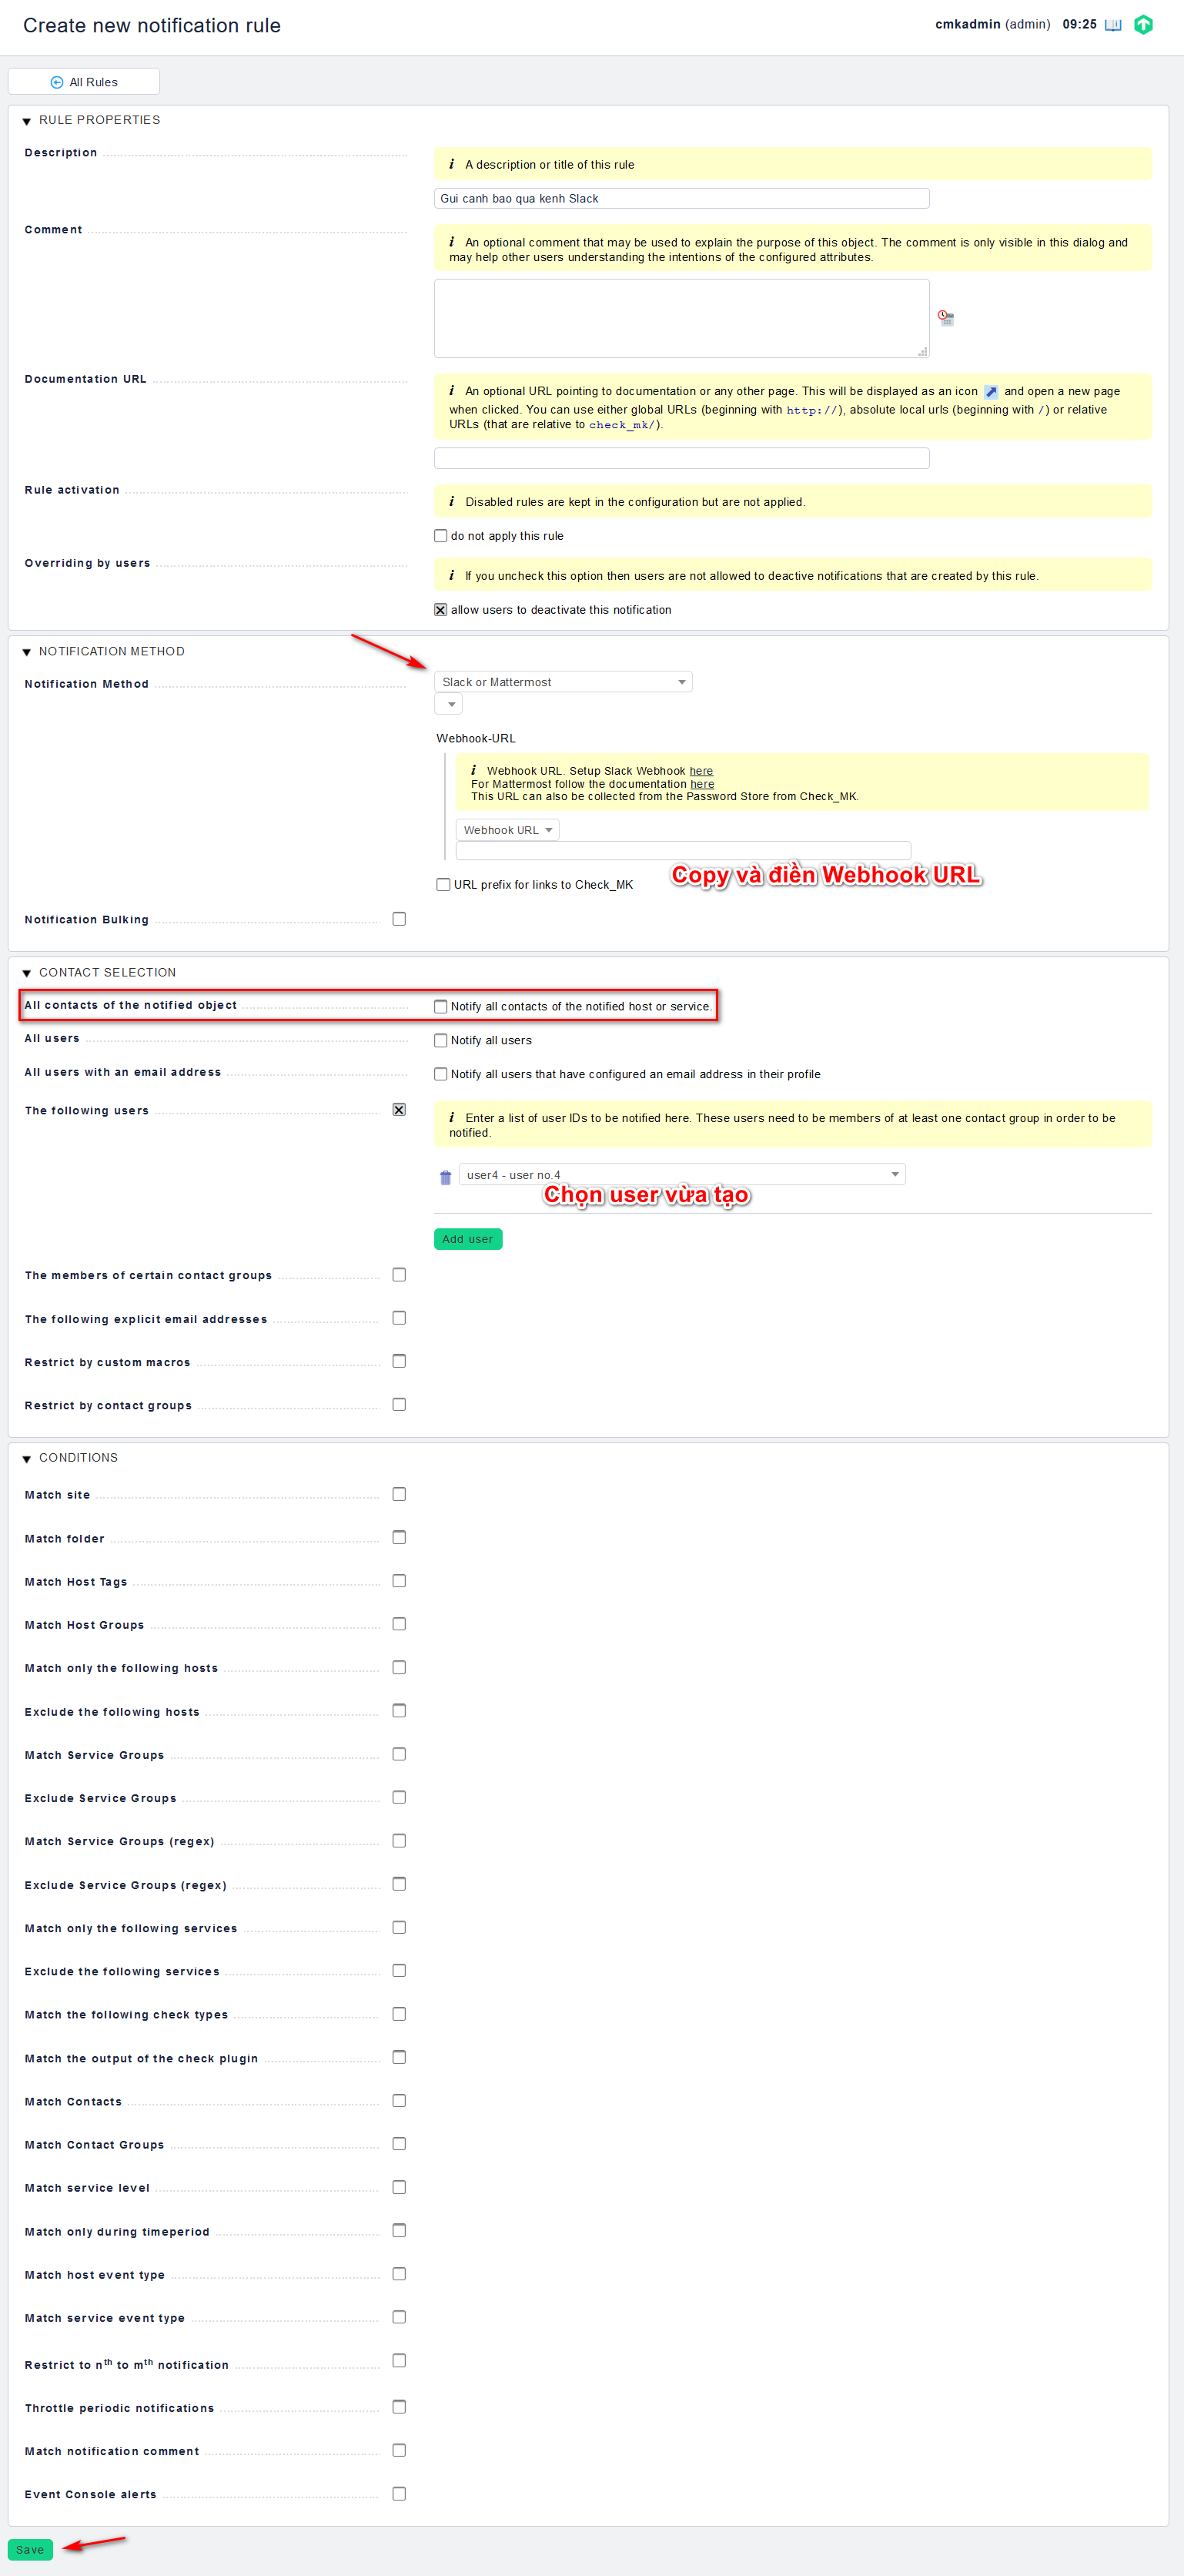 Create new notification rule
cmkadmin (admin) 09:25
All Rules
RULE PROPERTIES
Description
A description or title of this rule
Gui canh bao qua kenh Slack
Comment
An optional comment that may be used to explain the purpose of this object. The comment is only visible in this dialog and
may help other users understanding the intentions of the configured attributes.
Documentation URL
An optional URL pointing to documentation or any other page. This will be displayed as an icon and open a new page
when clicked. You can use either global URLs (beginning with http://), absolute local urls (beginning with /) or relative
URLs (that are relative to check_mk/).
Rule activation
Disabled rules are kept in the configuration but are not applied.
do not apply this rule
Overriding by users
If you uncheck this option then users are not allowed to deactive notifications that are created by this rule.
allow users to deactivate this notification
NOTIFICATION METHOD
Notification Method
Slack or Mattermost
Webhook-URL
Webhook URL. Setup Slack Webhook here
For Mattermost follow the documentation here
This URL can also be collected from the Password Store from Check_MK.
Webhook URL
Copy và điền Webhook URL
URL prefix for links to Check_MK
Notification Bulking
CONTACT SELECTION
All contacts of the notified object
Notify all contacts of the notified host or service.
All users
Notify all users
All users with an email address
Notify all users that have configured an email address in their profile
The following users
Enter a list of user IDs to be notified here. These users need to be members of at least one contact group in order to be
notified.
user4 - user no.4
Chọn user vừa tạo
Add user
The members of certain contact groups
The following explicit email addresses
Restrict by custom macros
Restrict by contact groups
CONDITIONS
Match site
Match folder
Match Host Tags
Match Host Groups
Match only the following hosts
Exclude the following hosts
Match Service Groups
Exclude Service Groups
Match Service Groups (regex)
Exclude Service Groups (regex)
Match only the following services
Exclude the following services
Match the following check types
Match the output of the check plugin
Match Contacts
Match Contact Groups
Match service level
Match only during timeperiod
Match host event type
Match service event type
Restrict to nth to mth notification
Throttle periodic notifications
Match notification comment
Event Console alerts
Save